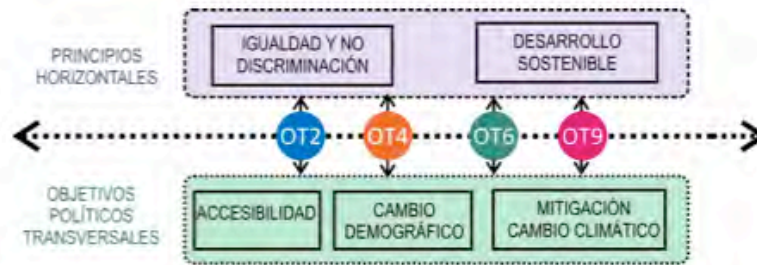 PRINCIPIOS
HORIZONTALES
IGUALDAD Y NO
DISCRIMINACIÓN
DESARROLLO
SOSTENIBLE
OT2
OT4
OT6
OT9
OBJETIVOS
POLÍTICOS
TRANSVERSALES
ACCESIBILIDAD
CAMBIO
DEMOGRÁFICO
MITIGACIÓN
CAMBIO CLIMÁTICO